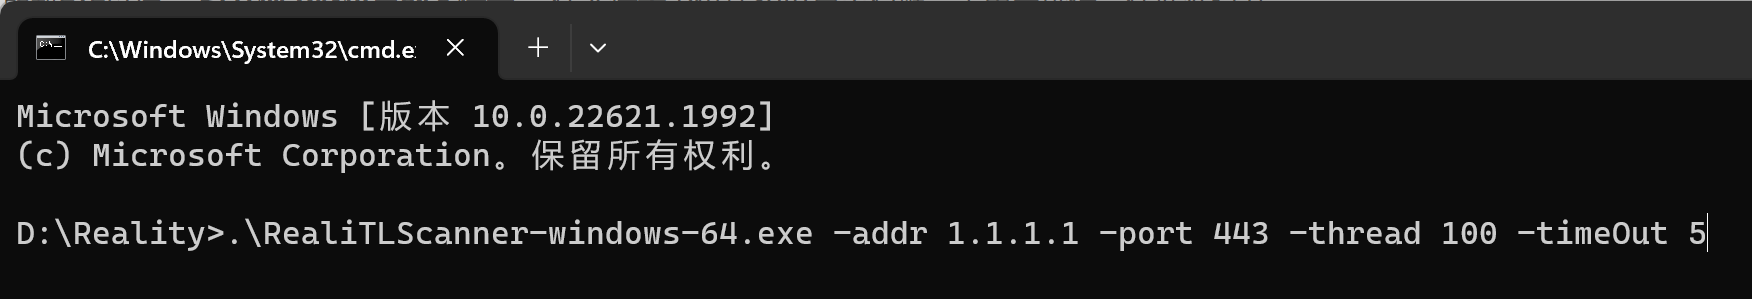 C:\Windows\System32\cmd.e
Microsoft Windows [版本 10.0.22621.1992]
(c) Microsoft Corporation。保留所有权利。
D:\Reality>.\RealiTLScanner-windows-64.exe -addr 1.1.1.1 -port 443 -thread 100 -timeOut 5